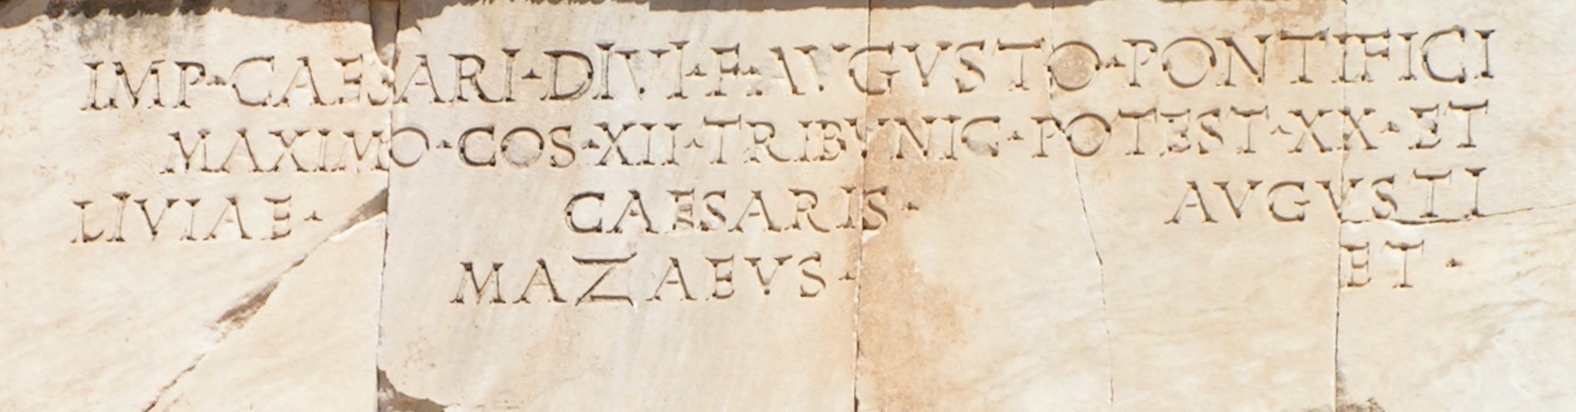 IMP·CAESARI·DIVI·F·AVGVSTO·PONTIFICI
MAXIMO·COS·XII·TRIBVNIC·POTEST·XX·ET
LIVIAE· CAESARIS· AVGVSTI
MAZAEVS· ET·